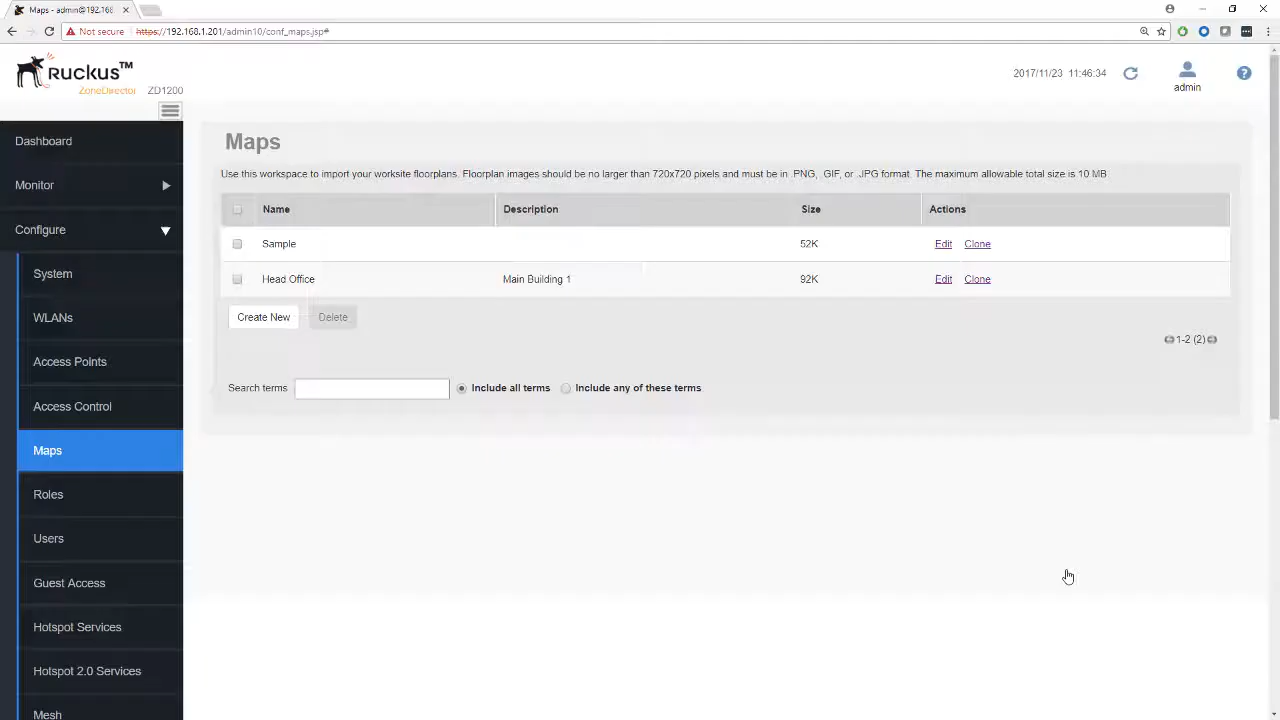 Maps - admin@192.168.
Not secure https://192.168.1.201/admin10/conf_maps.jsp#
RUCKUS™
ZoneDirector ZD1200
2017/11/23 11:46:34
admin
Dashboard
Monitor
Configure
System
WLANs
Access Points
Access Control
Maps
Roles
Users
Guest Access
Hotspot Services
Hotspot 2.0 Services
Mesh
Maps
Use this workspace to import your worksite floorplans. Floorplan images should be no larger than 720x720 pixels and must be in .PNG, .GIF, or .JPG format. The maximum allowable total size is 10 MB.
Name Description Size Actions
Sample 52K Edit Clone
Head Office Main Building 1 92K Edit Clone
Create New Delete
1-2 (2)
Search terms Include all terms Include any of these terms